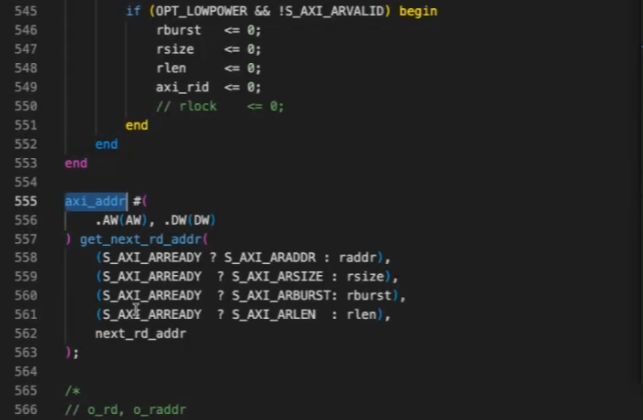 545 if (OPT_LOWPOWER && !S_AXI_ARVALID) begin
546 rburst <= 0;
547 rsize <= 0;
548 rlen <= 0;
549 axi_rid <= 0;
550 // rlock <= 0;
551 end
552 end
553 end
554
555 axi_addr #(
556 .AW(AW), .DW(DW)
557 ) get_next_rd_addr(
558 (S_AXI_ARREADY ? S_AXI_ARADDR : raddr),
559 (S_AXI_ARREADY ? S_AXI_ARSIZE : rsize),
560 (S_AXI_ARREADY ? S_AXI_ARBURST: rburst),
561 (S_AXI_ARREADY ? S_AXI_ARLEN : rlen),
562 next_rd_addr
563 );
564
565 /*
566 // o_rd, o_raddr